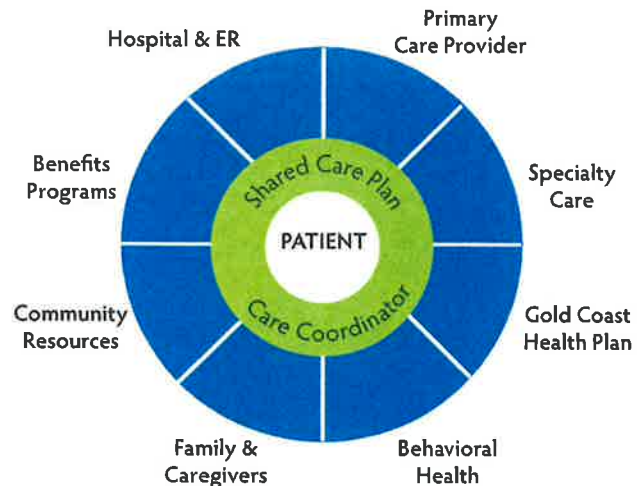 Hospital & ER
Primary
Care Provider
Benefits
Programs
Specialty
Care
Shared Care Plan
PATIENT
Care Coordinator
Community
Resources
Gold Coast
Health Plan
Family &
Caregivers
Behavioral
Health